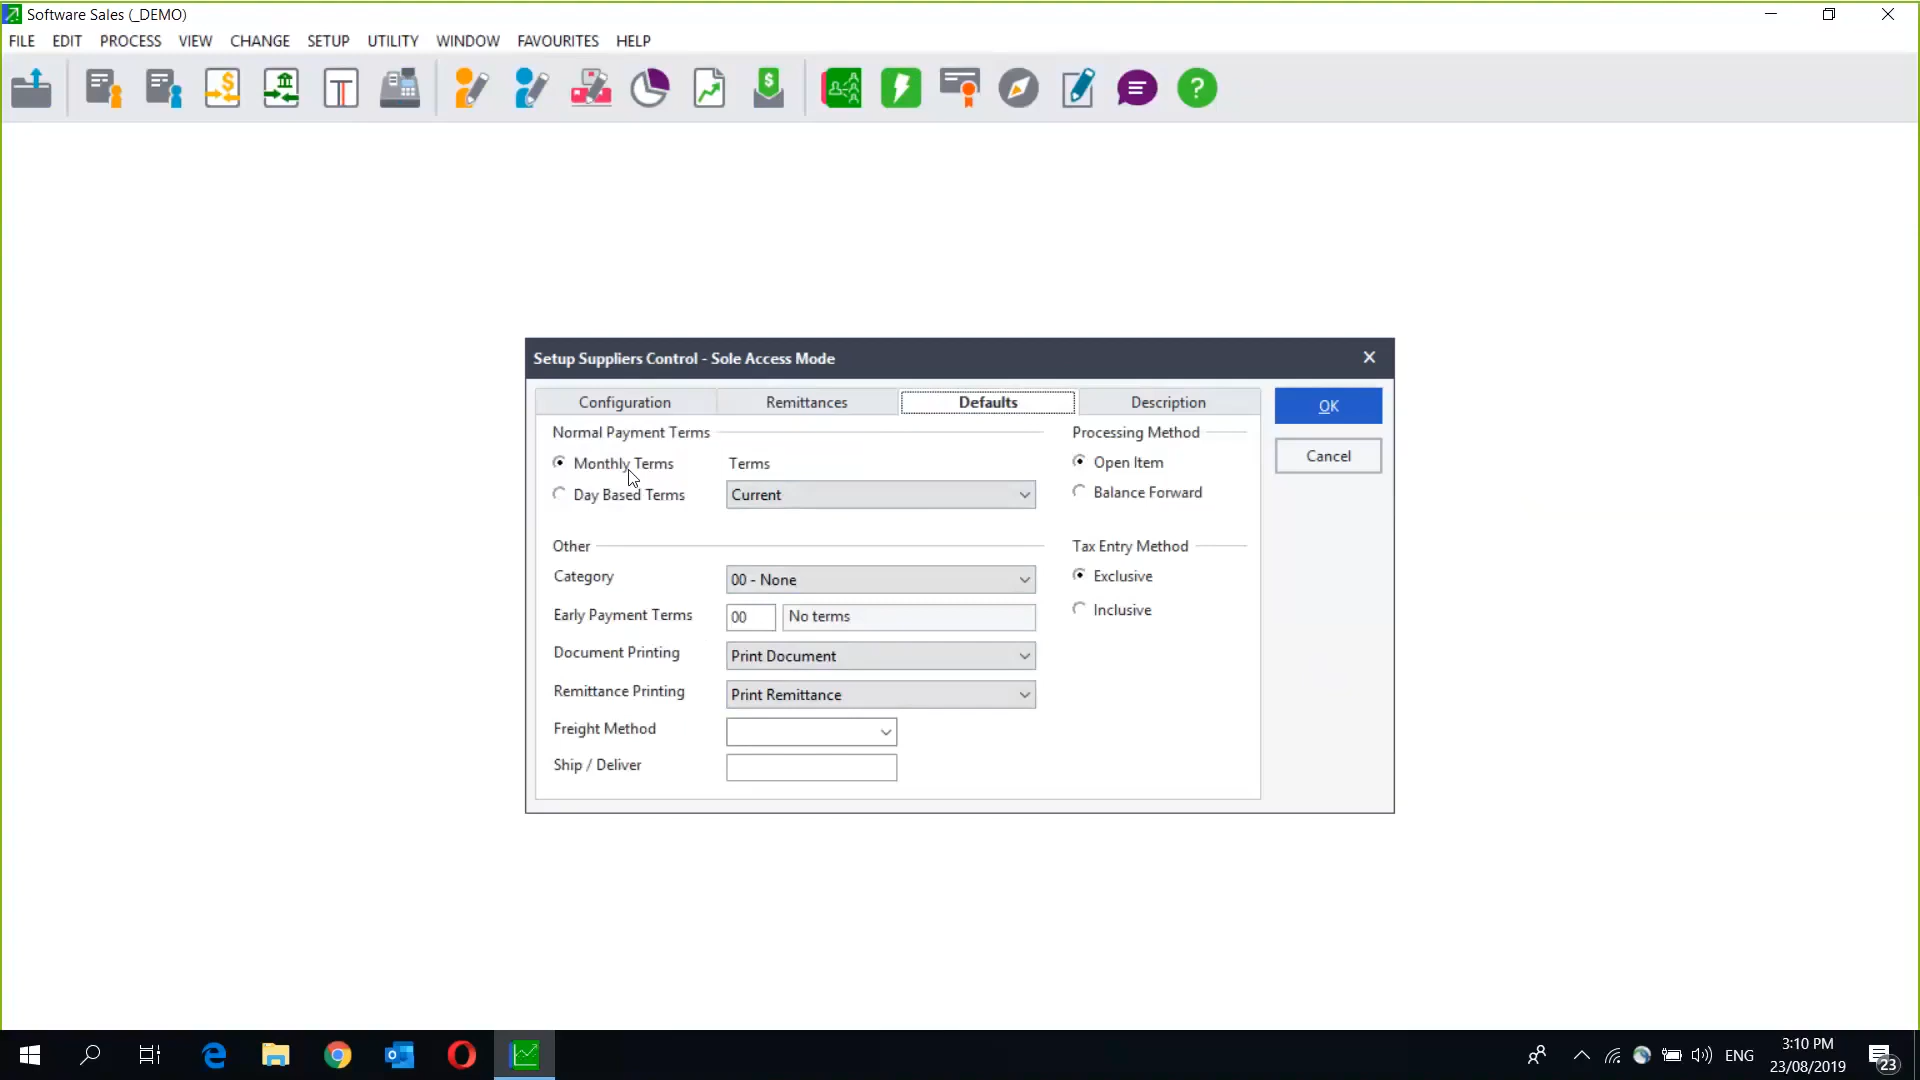 Software Sales (_DEMO)
FILE EDIT PROCESS VIEW CHANGE SETUP UTILITY WINDOW FAVOURITES HELP
Setup Suppliers Control - Sole Access Mode
Configuration Remittances Defaults Description
OK
Cancel
Normal Payment Terms
Monthly Terms
Day Based Terms
Terms
Current
Processing Method
Open Item
Balance Forward
Other
Category 00 - None
Early Payment Terms 00 No terms
Document Printing Print Document
Remittance Printing Print Remittance
Freight Method
Ship / Deliver
Tax Entry Method
Exclusive
Inclusive
ENG
3:10 PM
23/08/2019
23